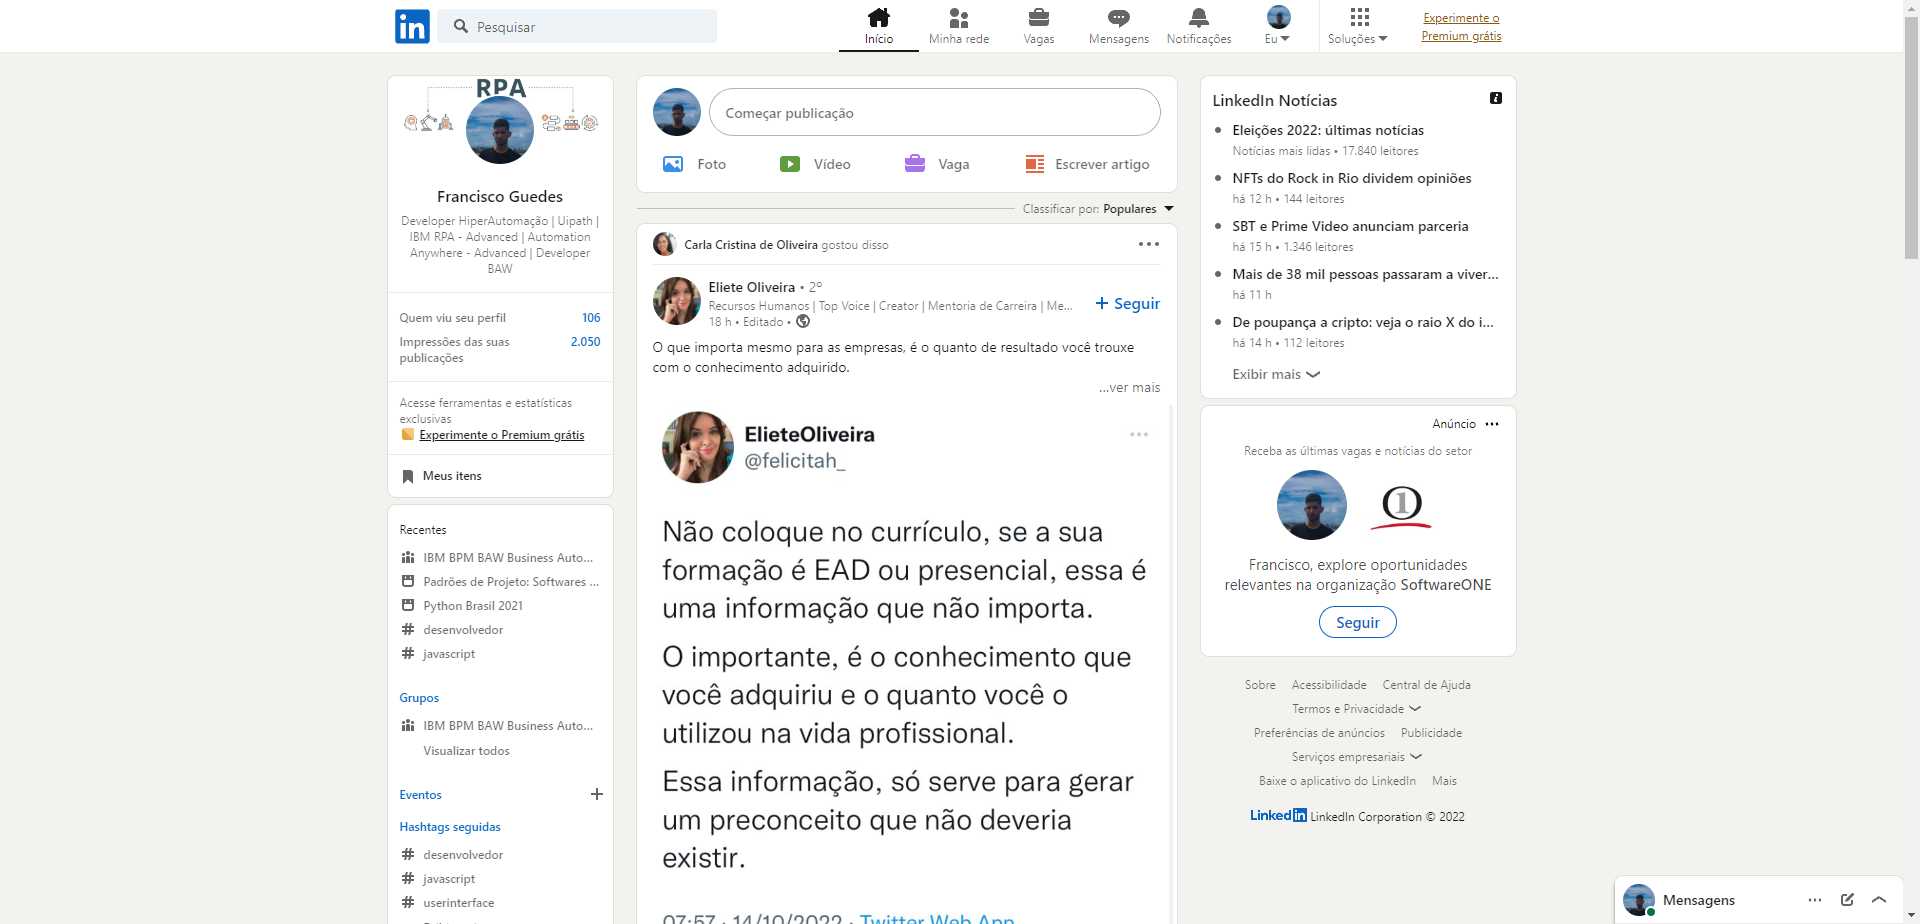 in
Pesquisar
Início
Minha rede
Vagas
Mensagens
Notificações
Eu
Soluções
Experimente o
Premium grátis
RPA
Francisco Guedes
Developer HiperAutomação | Uipath |
IBM RPA - Advanced | Automation
Anywhere - Advanced | Developer
BAW
Quem viu seu perfil 106
Impressões das suas 2.050
publicações
Acesse ferramentas e estatísticas
exclusivas
Experimente o Premium grátis
Meus itens
Recentes
IBM BPM BAW Business Auto...
Padrões de Projeto: Softwares ...
Python Brasil 2021
# desenvolvedor
# javascript
Grupos
IBM BPM BAW Business Auto...
Visualizar todos
Eventos +
Hashtags seguidas
# desenvolvedor
# javascript
# userinterface
Começar publicação
Foto
Vídeo
Vaga
Escrever artigo
Classificar por: Populares
Carla Cristina de Oliveira gostou disso
Eliete Oliveira • 2º
Recursos Humanos | Top Voice | Creator | Mentoria de Carreira | Me...
18 h • Editado •
+ Seguir
O que importa mesmo para as empresas, é o quanto de resultado você trouxe
com o conhecimento adquirido.
...ver mais
ElieteOliveira
@felicitah_
Não coloque no currículo, se a sua
formação é EAD ou presencial, essa é
uma informação que não importa.
O importante, é o conhecimento que
você adquiriu e o quanto você o
utilizou na vida profissional.
Essa informação, só serve para gerar
um preconceito que não deveria
existir.
07:57 · 14/10/2022 · Twitter Web App
LinkedIn Notícias
Eleições 2022: últimas notícias
Notícias mais lidas • 17.840 leitores
NFTs do Rock in Rio dividem opiniões
há 12 h • 144 leitores
SBT e Prime Video anunciam parceria
há 15 h • 1.346 leitores
Mais de 38 mil pessoas passaram a viver...
há 11 h
De poupança a cripto: veja o raio X do i...
há 14 h • 112 leitores
Exibir mais
Anúncio
Receba as últimas vagas e notícias do setor
Francisco, explore oportunidades
relevantes na organização SoftwareONE
Seguir
Sobre Acessibilidade Central de Ajuda
Termos e Privacidade
Preferências de anúncios Publicidade
Serviços empresariais
Baixe o aplicativo do LinkedIn Mais
Linkedin LinkedIn Corporation © 2022
Mensagens